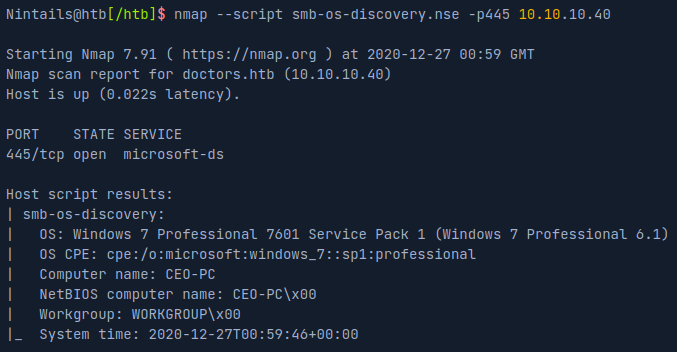 Nintails@htb[/htb]$ nmap --script smb-os-discovery.nse -p445 10.10.10.40
Starting Nmap 7.91 ( https://nmap.org ) at 2020-12-27 00:59 GMT
Nmap scan report for doctors.htb (10.10.10.40)
Host is up (0.022s latency).
PORT    STATE SERVICE
445/tcp open  microsoft-ds
Host script results:
| smb-os-discovery:
|   OS: Windows 7 Professional 7601 Service Pack 1 (Windows 7 Professional 6.1)
|   OS CPE: cpe:/o:microsoft:windows_7::sp1:professional
|   Computer name: CEO-PC
|   NetBIOS computer name: CEO-PC\x00
|   Workgroup: WORKGROUP\x00
|_  System time: 2020-12-27T00:59:46+00:00